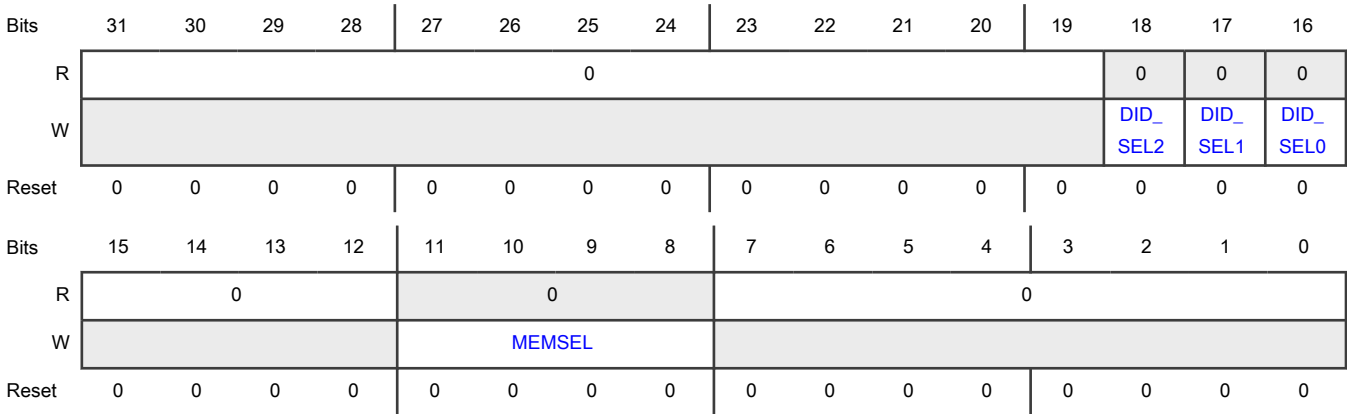 Bits 31 30 29 28 27 26 25 24 23 22 21 20 19 18 17 16
R 0 0 0 0
W DID_ DID_ DID_
SEL2 SEL1 SEL0
Reset 0 0 0 0 0 0 0 0 0 0 0 0 0 0 0 0
Bits 15 14 13 12 11 10 9 8 7 6 5 4 3 2 1 0
R 0 0 0
W MEMSEL
Reset 0 0 0 0 0 0 0 0 0 0 0 0 0 0 0 0